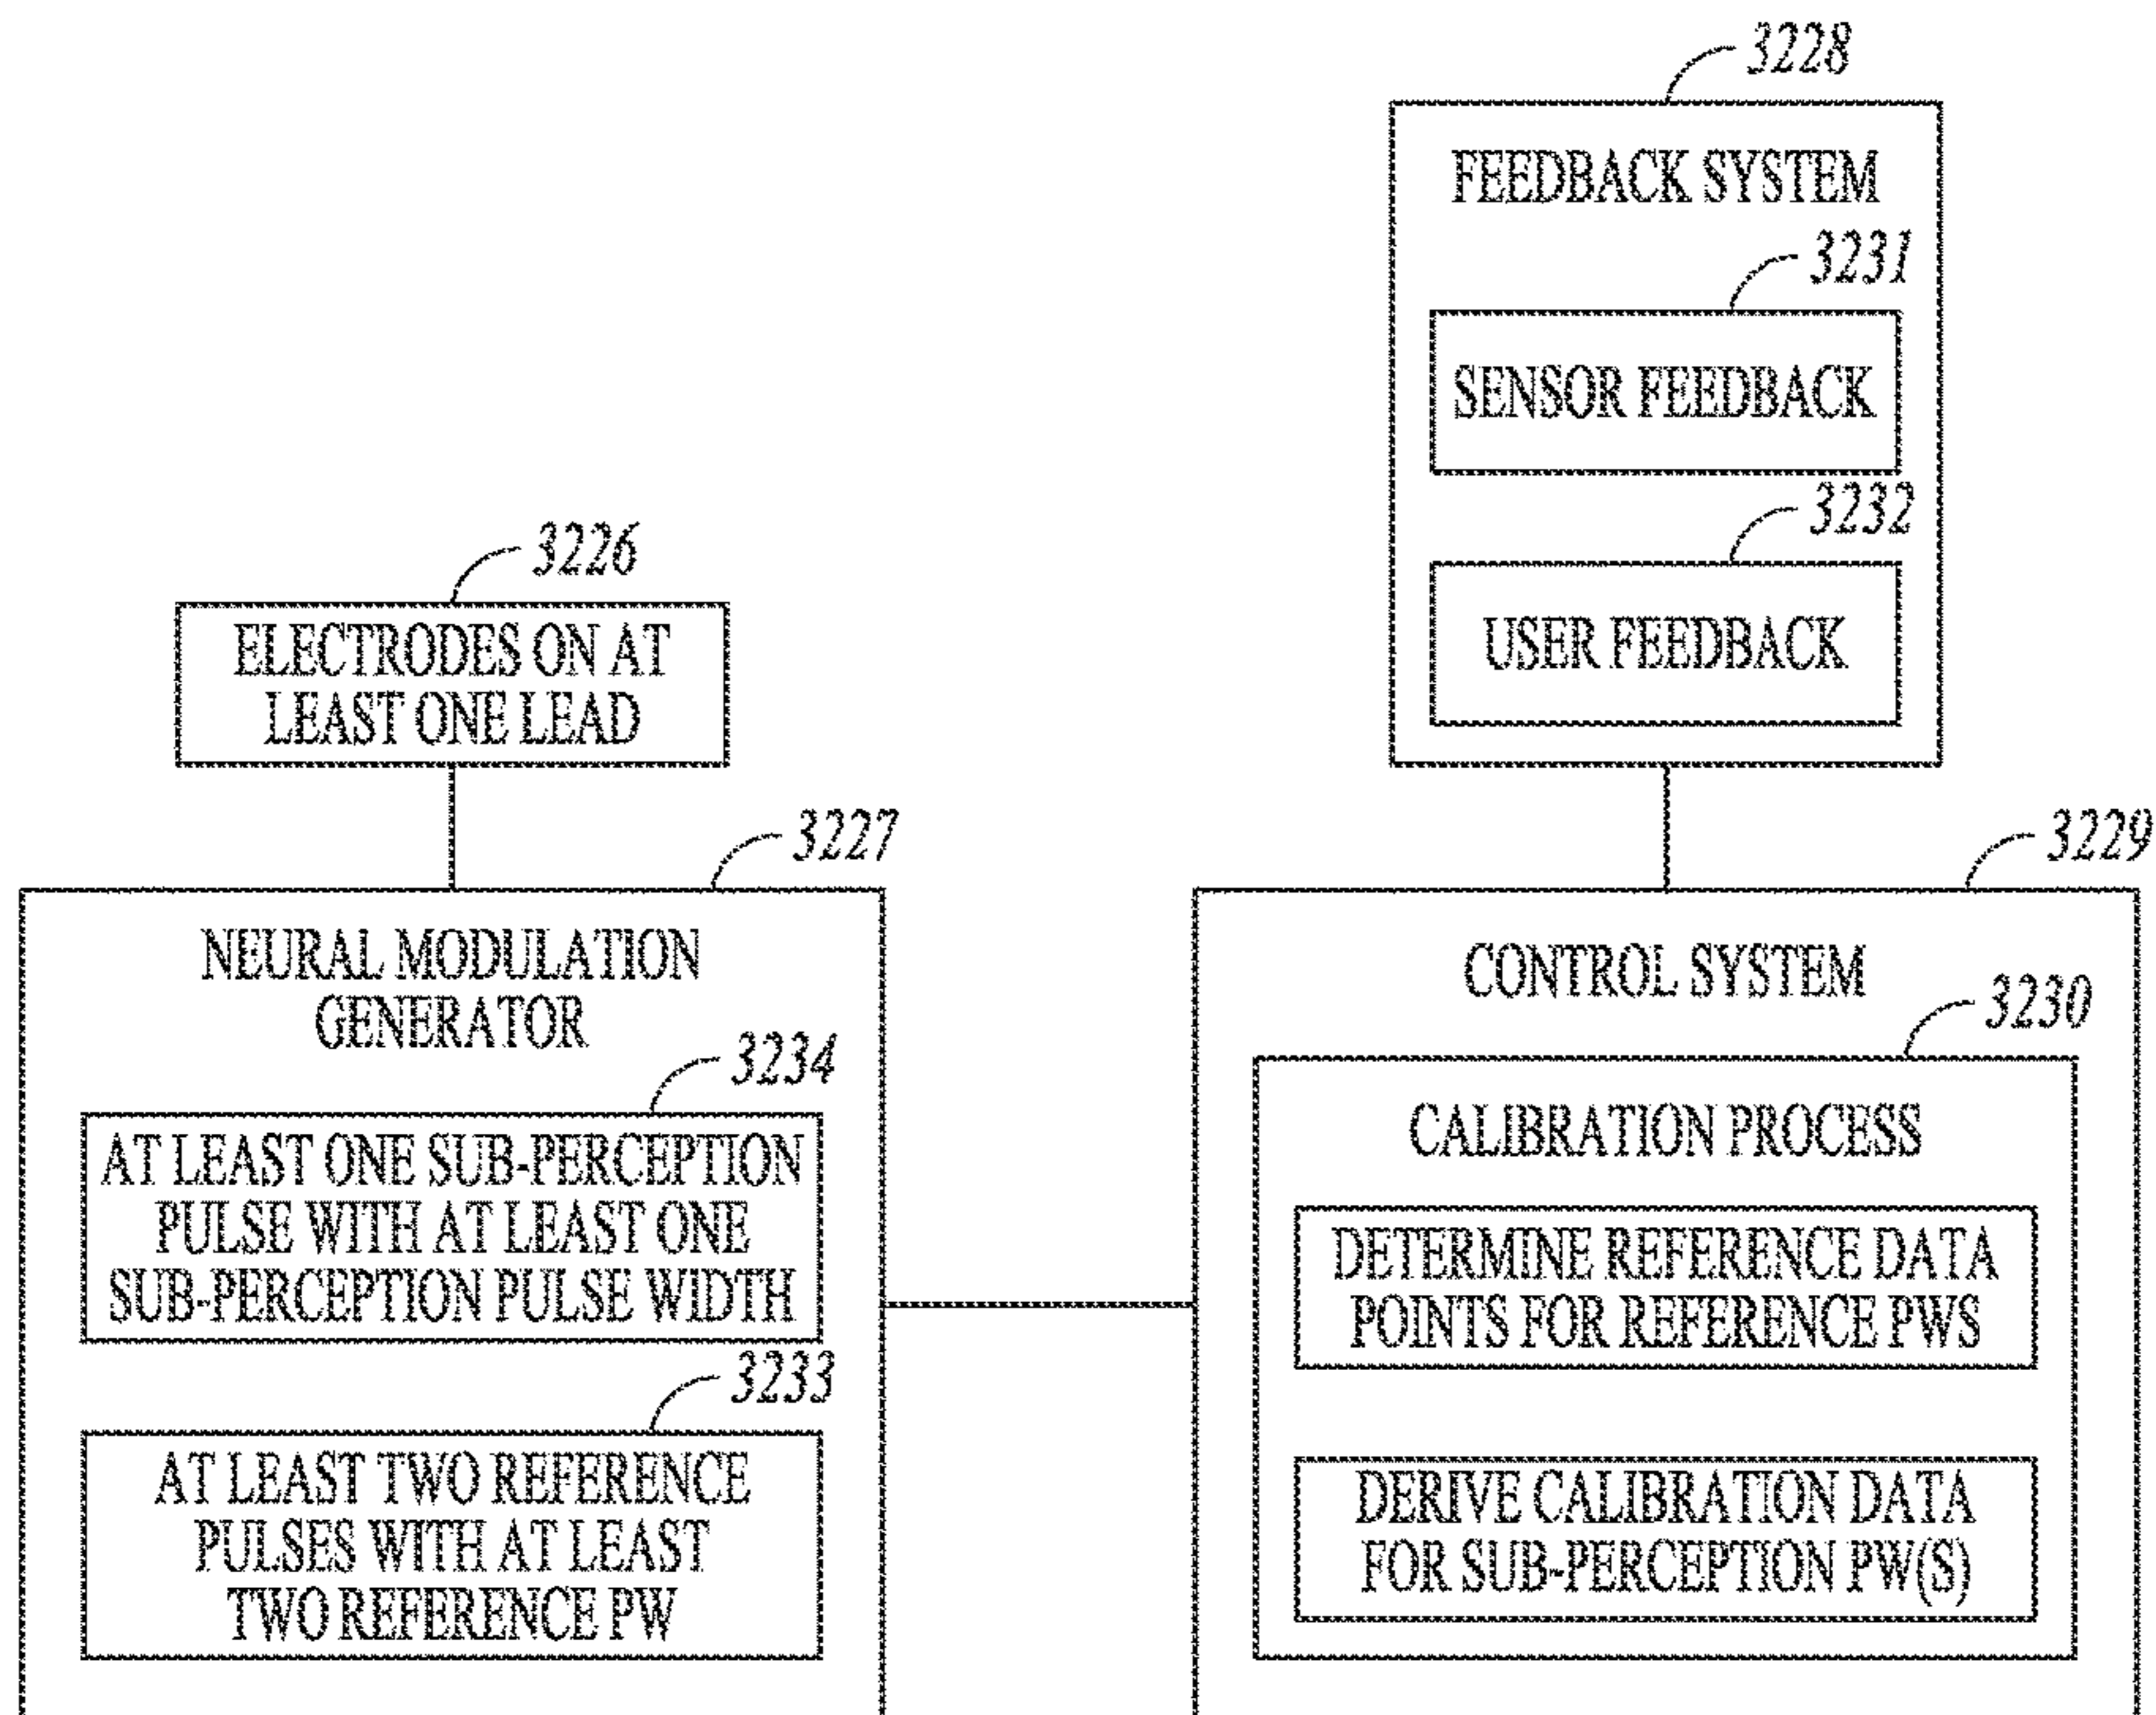 3228
FEEDBACK SYSTEM
3231
SENSOR FEEDBACK
3232
USER FEEDBACK
3226
ELECTRODES ON AT
LEAST ONE LEAD
3227
NEURAL MODULATION
GENERATOR
3234
AT LEAST ONE SUB-PERCEPTION
PULSE WITH AT LEAST ONE
SUB-PERCEPTION PULSE WIDTH
3233
AT LEAST TWO REFERENCE
PULSES WITH AT LEAST
TWO REFERENCE PW
3229
CONTROL SYSTEM
3230
CALIBRATION PROCESS
DETERMINE REFERENCE DATA
POINTS FOR REFERENCE PWS
DERIVE CALIBRATION DATA
FOR SUB-PERCEPTION PW(S)